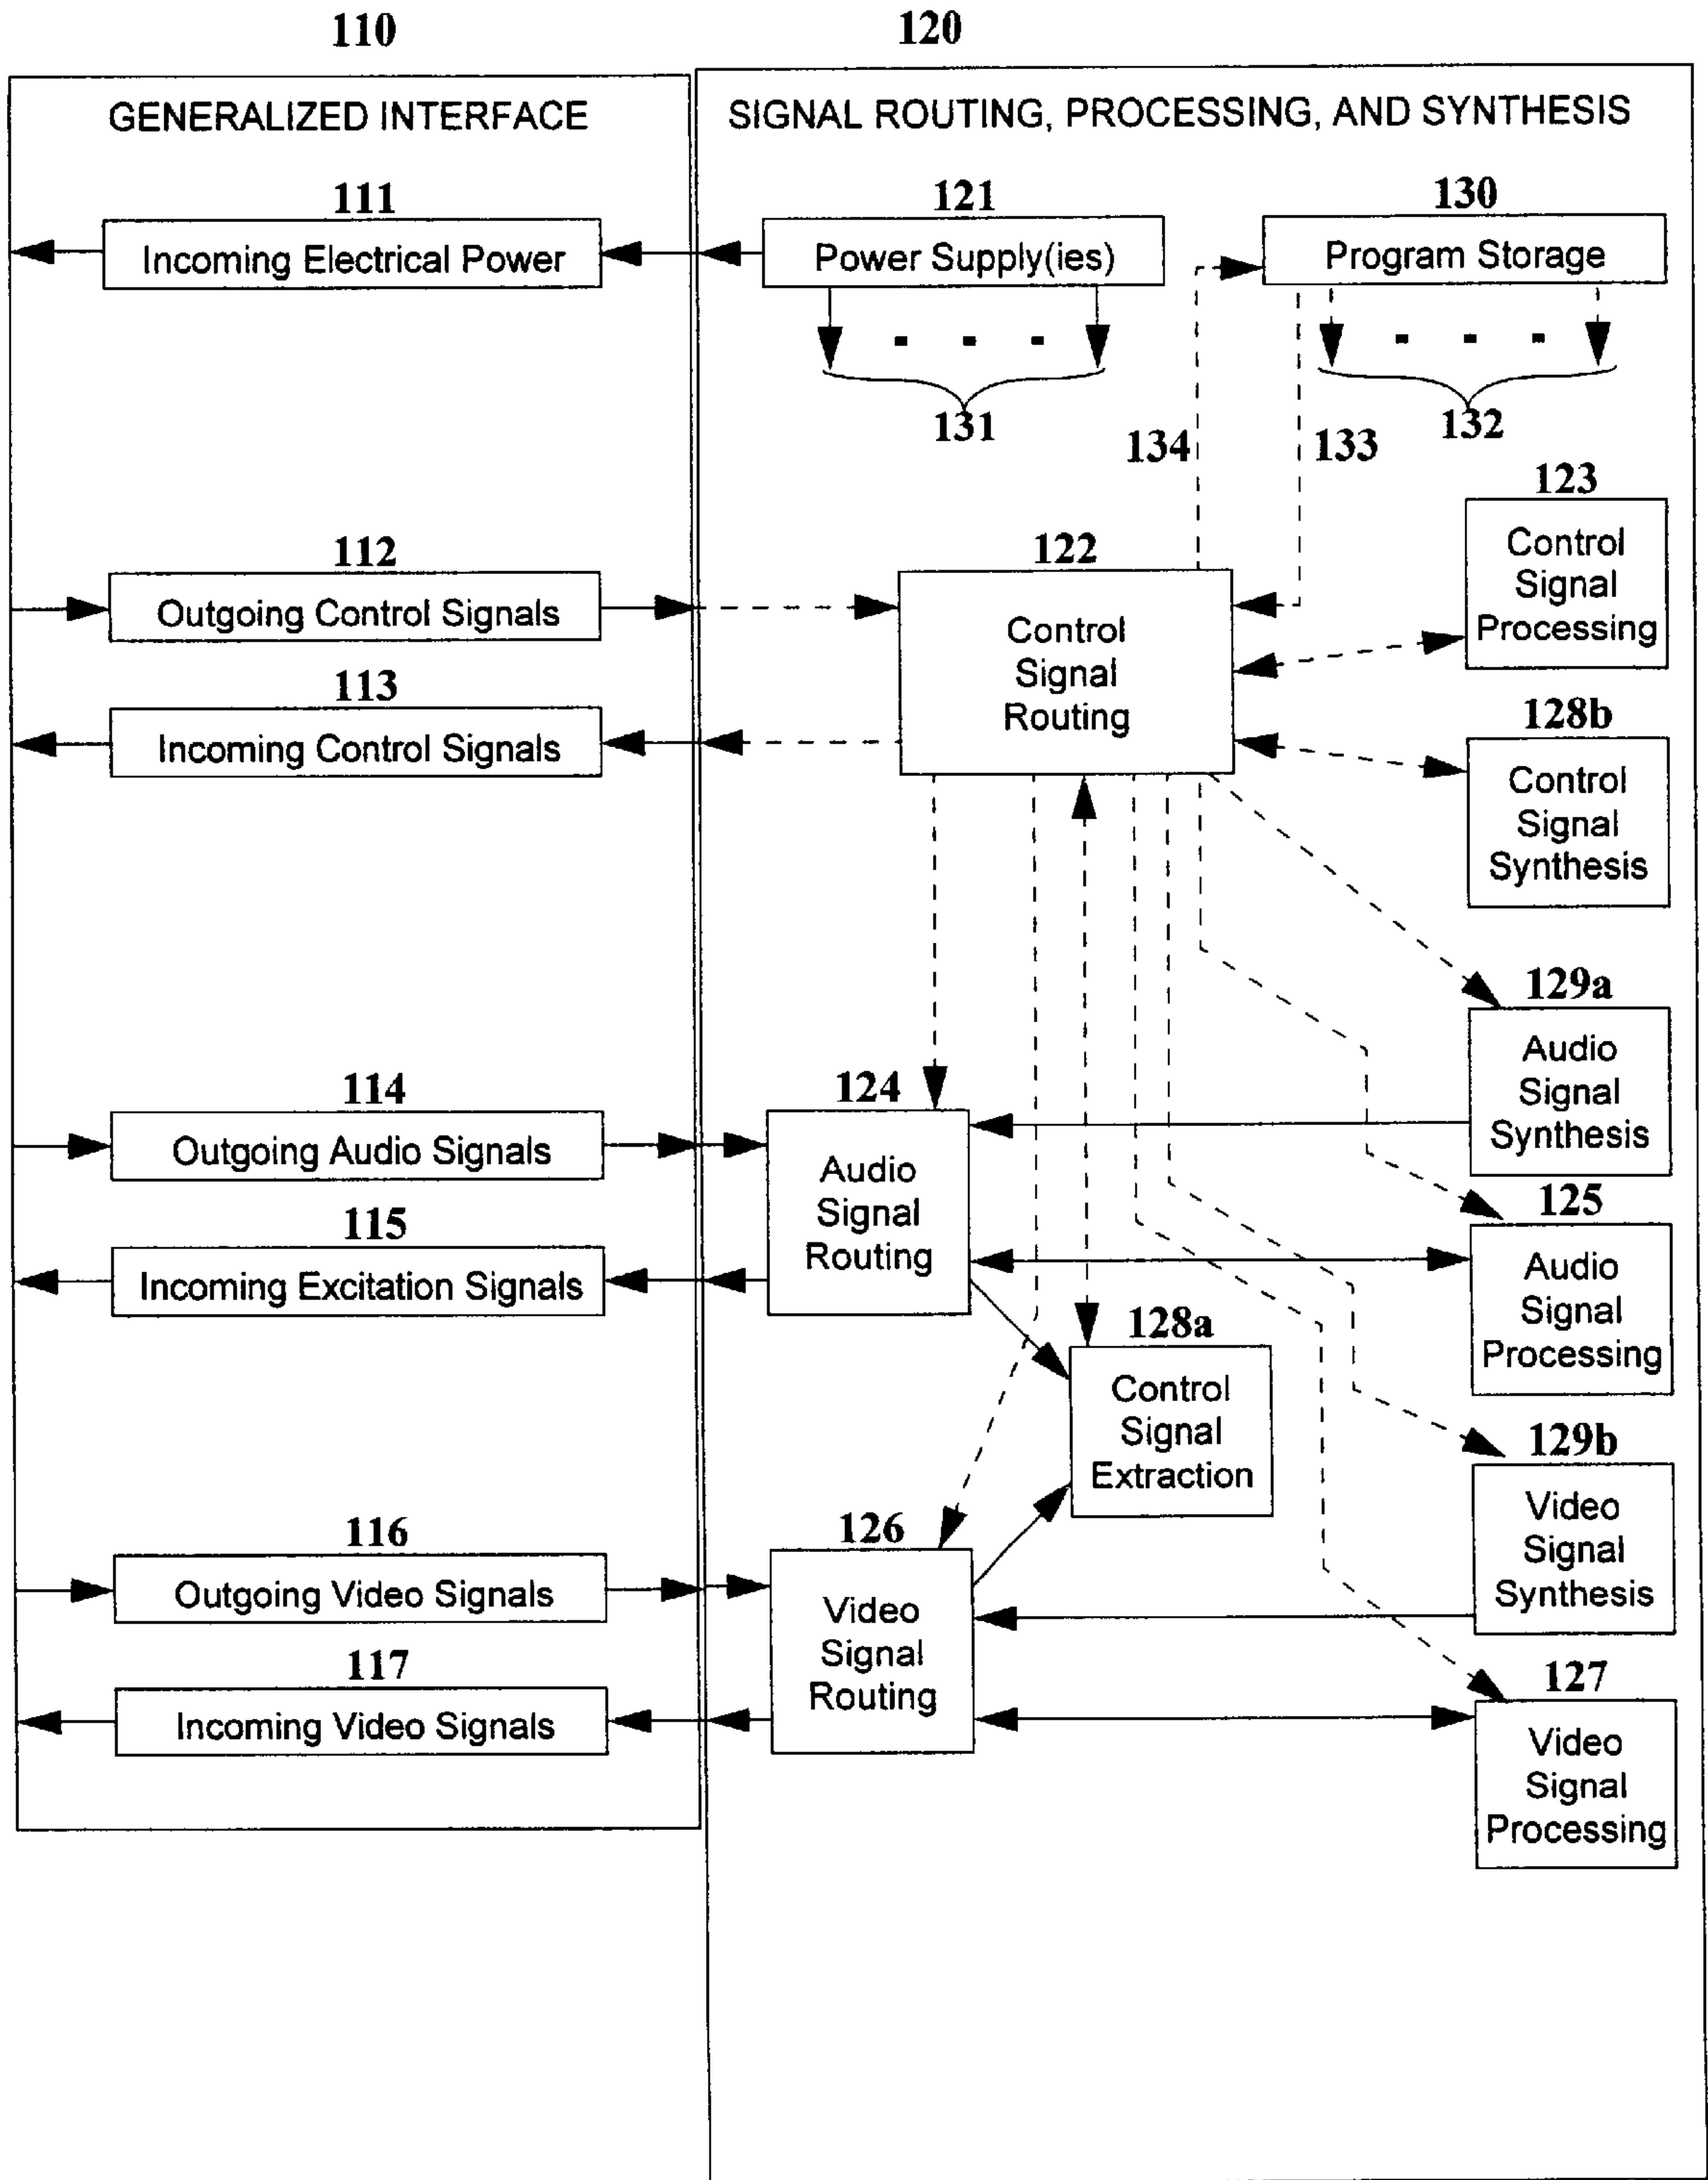 110
120
GENERALIZED INTERFACE
SIGNAL ROUTING, PROCESSING, AND SYNTHESIS
111
Incoming Electrical Power
121
Power Supply(ies)
130
Program Storage
131
132
134
133
112
Outgoing Control Signals
113
Incoming Control Signals
122
Control
Signal
Routing
123
Control
Signal
Processing
128b
Control
Signal
Synthesis
129a
Audio
Signal
Synthesis
114
Outgoing Audio Signals
115
Incoming Excitation Signals
124
Audio
Signal
Routing
125
Audio
Signal
Processing
128a
Control
Signal
Extraction
129b
Video
Signal
Synthesis
116
Outgoing Video Signals
117
Incoming Video Signals
126
Video
Signal
Routing
127
Video
Signal
Processing